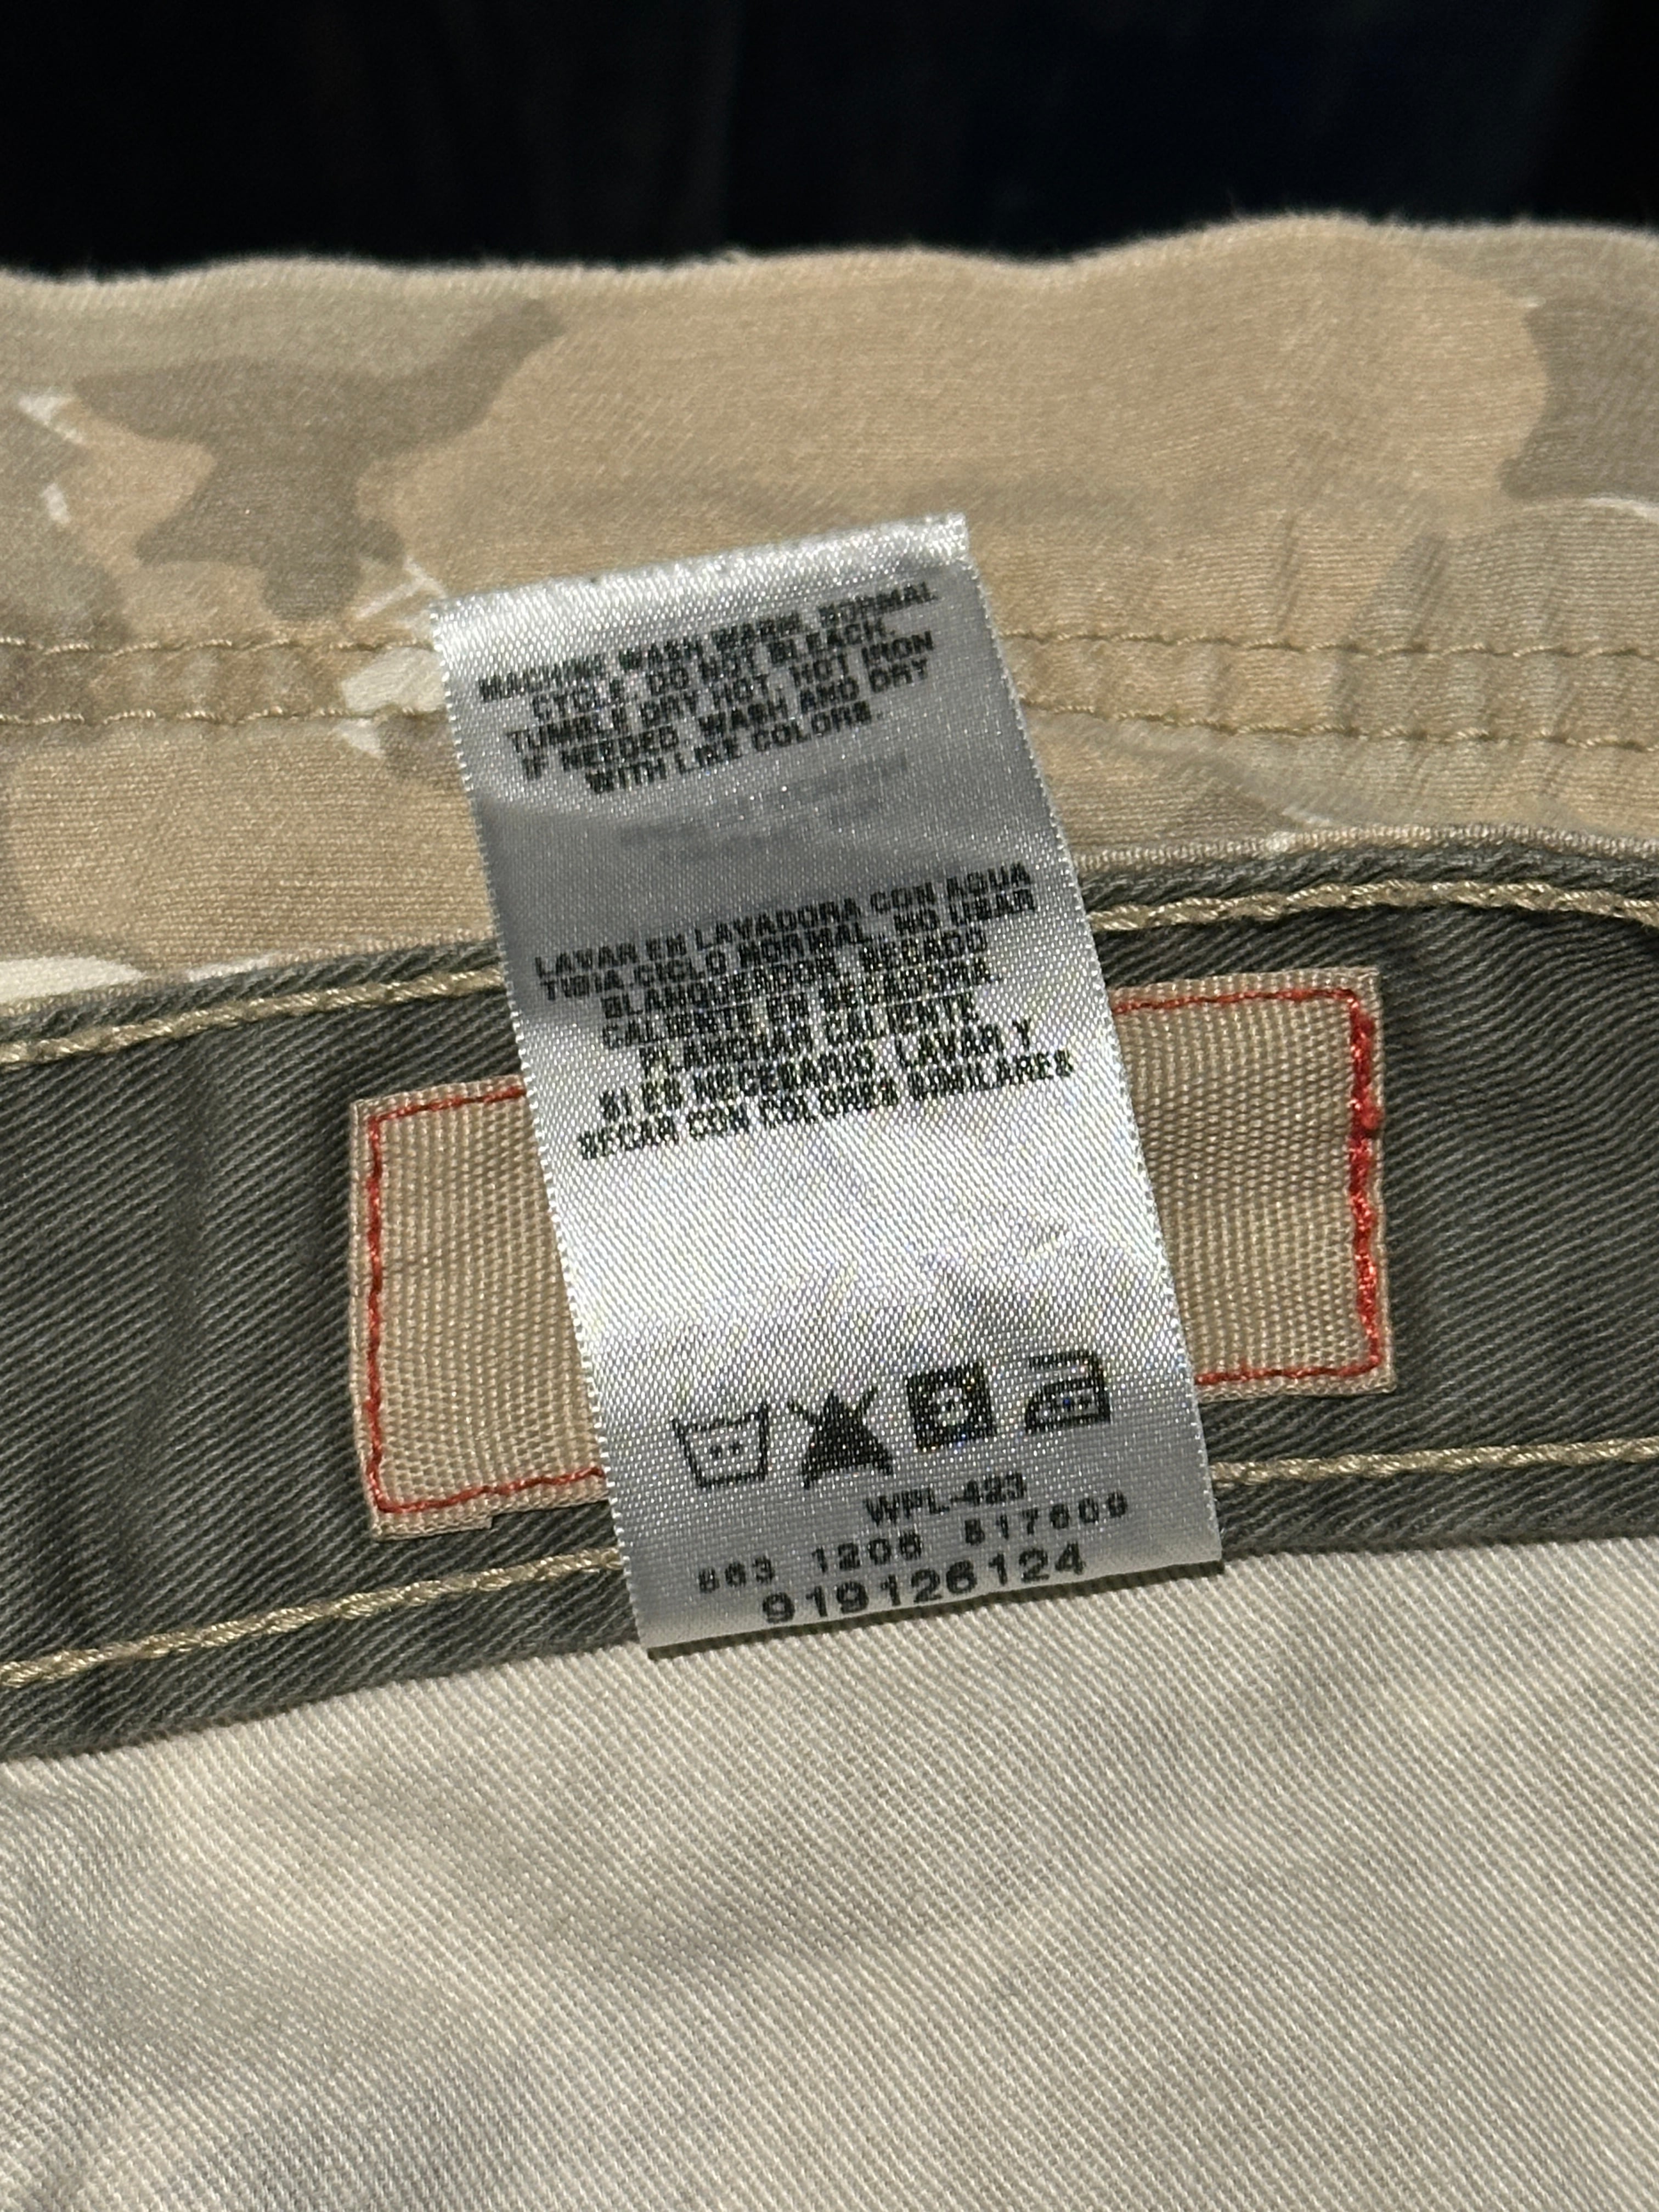 MACHINE WASH WARM, NORMAL
CYCLE. DO NOT BLEACH.
TUMBLE DRY HOT. HOT IRON
IF NEEDED. WASH AND DRY
WITH LIKE COLORS.
LAVAR EN LAVADORA CON AGUA
TIBIA CICLO NORMAL. NO USAR
BLANQUEADOR. SECADO
CALIENTE EN SECADORA.
PLANCHAR CALIENTE
SI ES NECESARIO. LAVAR Y
SECAR CON COLORES SIMILARES
WPL-423
863 1206 517609
919126124